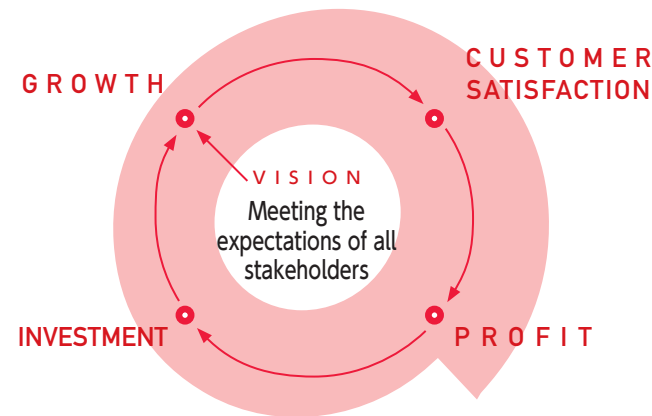 GROWTH
CUSTOMER
SATISFACTION
VISION
Meeting the
expectations of all
stakeholders
INVESTMENT
PROFIT